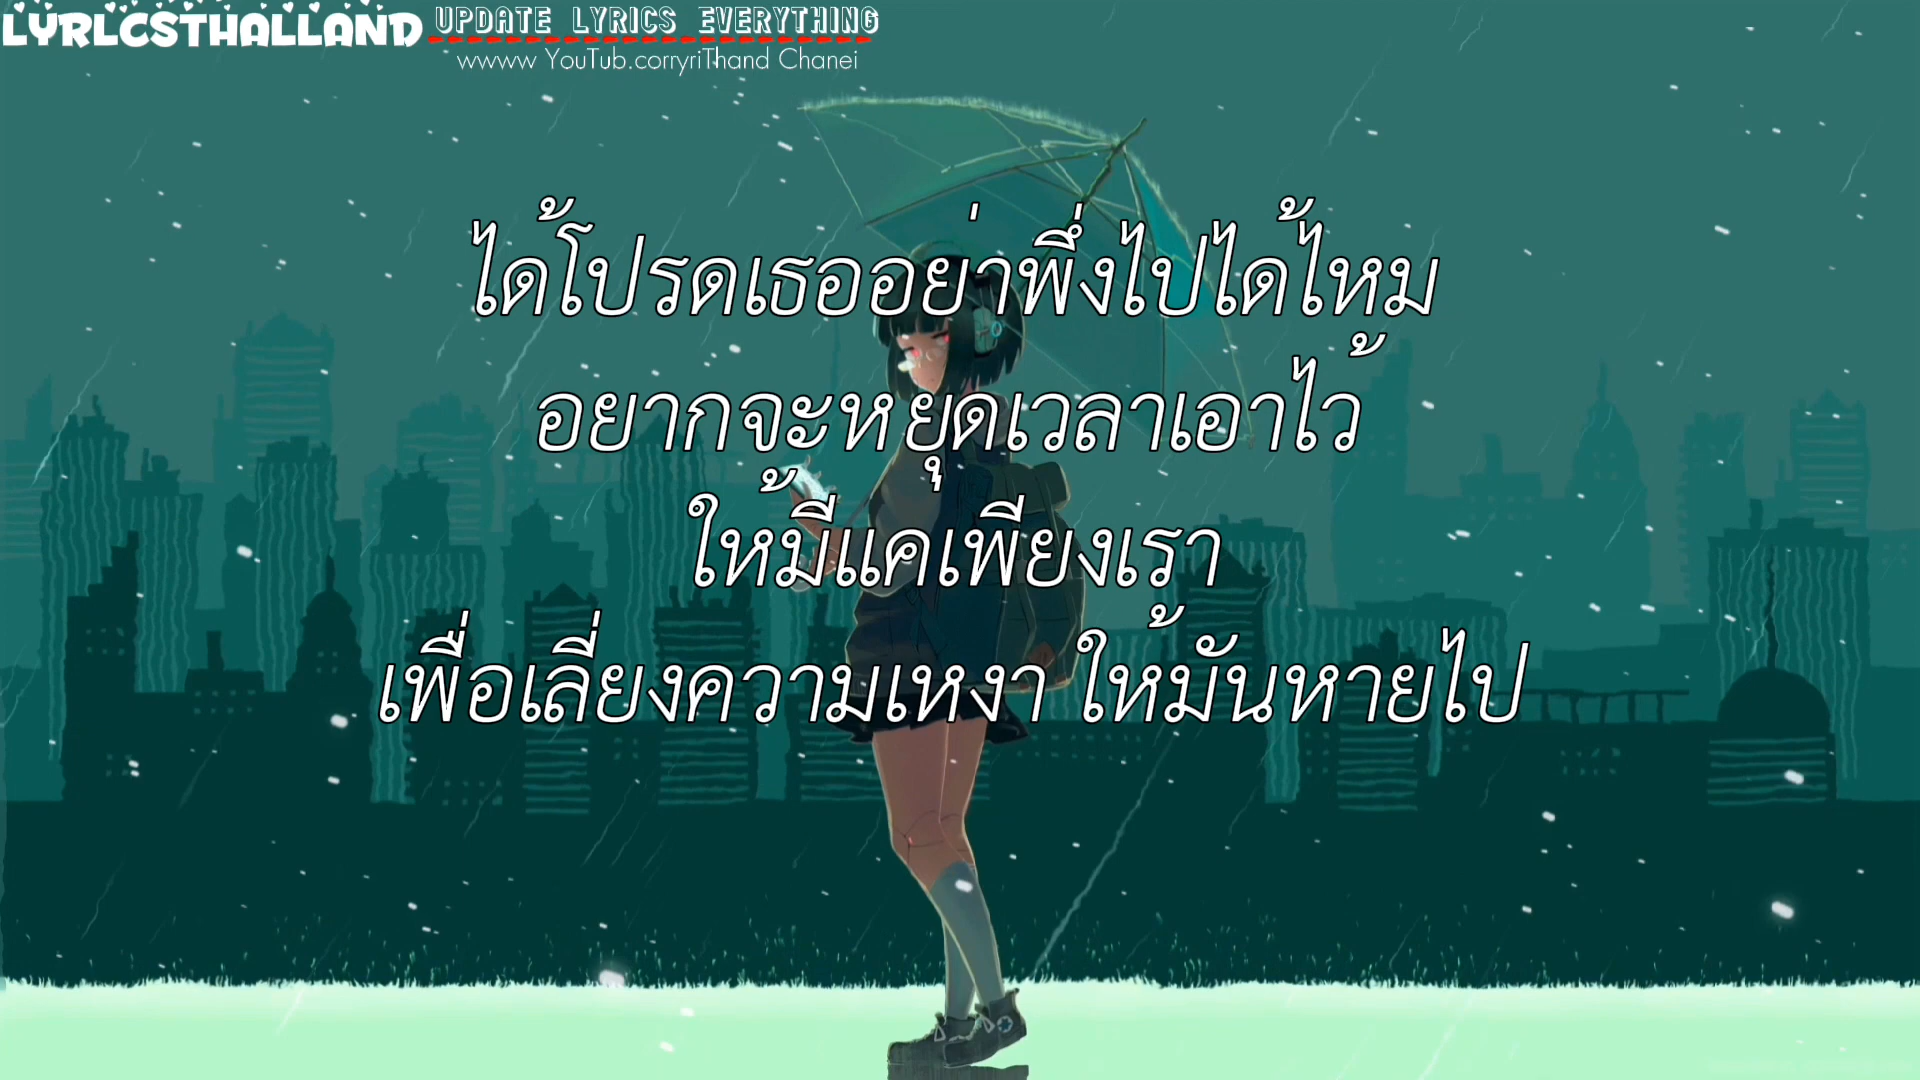 LYRLCSTHALLAND
UPDATE LYRICS EVERYTHING
wwww YouTub.corryriThand Chanei
ได้โปรดเธออย่าพึ่งไปได้ไหม
อยากจะหยุดเวลาเอาไว้
ให้มีแค่เพียงเรา
เพื่อเลี่ยงความเหงา ให้มันหายไป